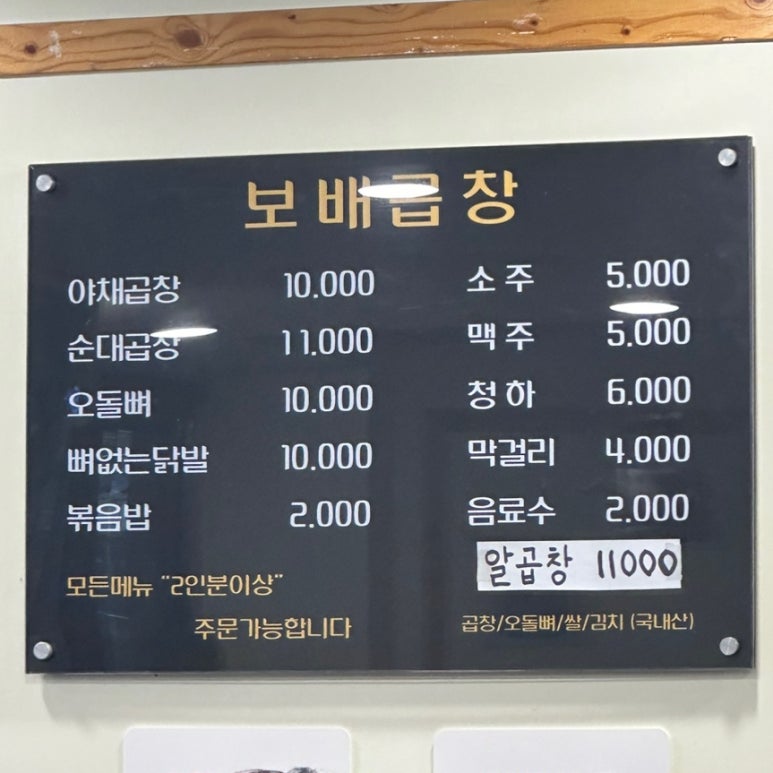 보배곱창
야채곱창 10.000
순대곱창 11.000
오돌뼈 10.000
뼈없는닭발 10.000
볶음밥 2.000
모든메뉴 "2인분이상"
주문가능합니다
소주 5.000
맥주 5.000
청하 6.000
막걸리 4.000
음료수 2.000
알곱창 11000
곱창/오돌뼈/쌀/김치 (국내산)